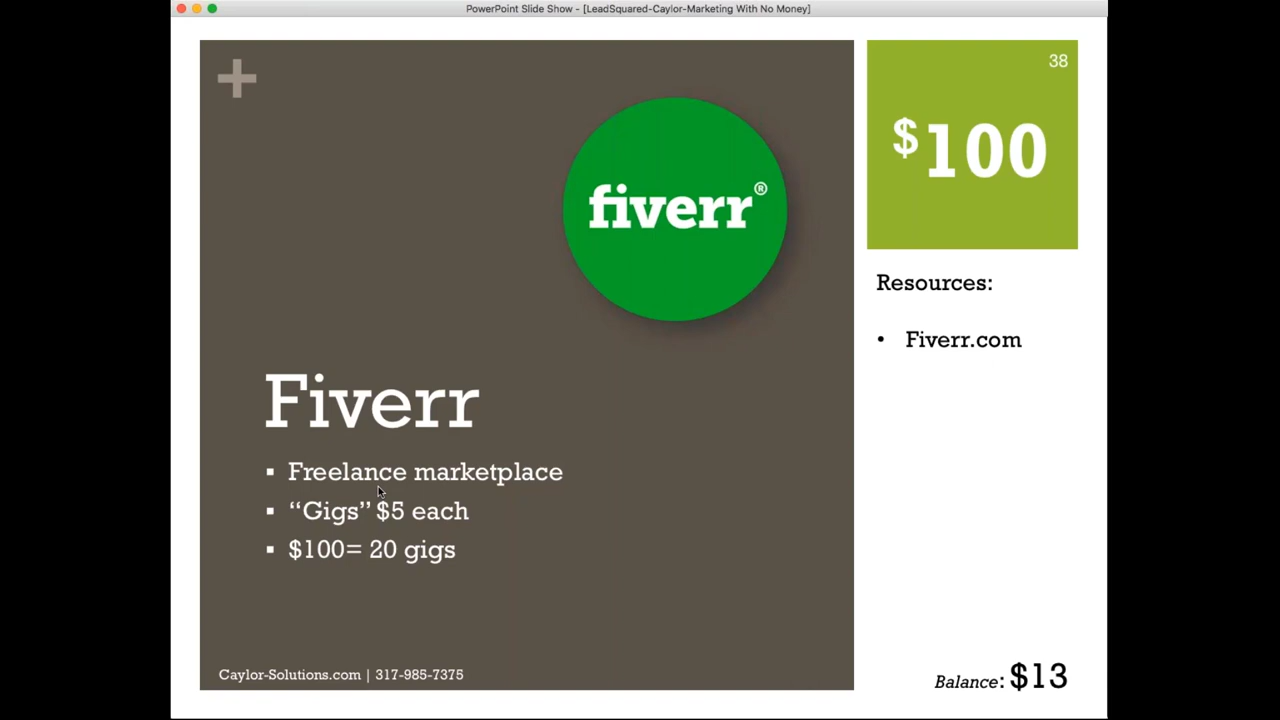 PowerPoint Slide Show - [LeadSquared-Caylor-Marketing With No Money]
38
$100
fiverr®
Resources:
• Fiverr.com
Fiverr
▪ Freelance marketplace
▪ “Gigs” $5 each
▪ $100= 20 gigs
Caylor-Solutions.com | 317-985-7375
Balance: $13